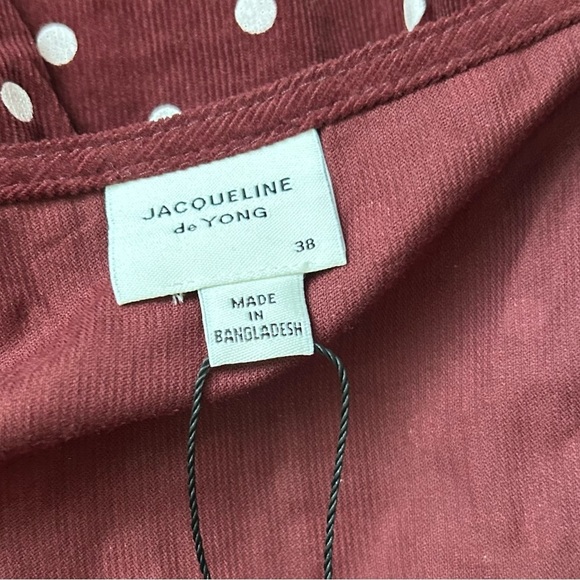 JACQUELINE
de YONG
38
MADE
IN
BANGLADESH